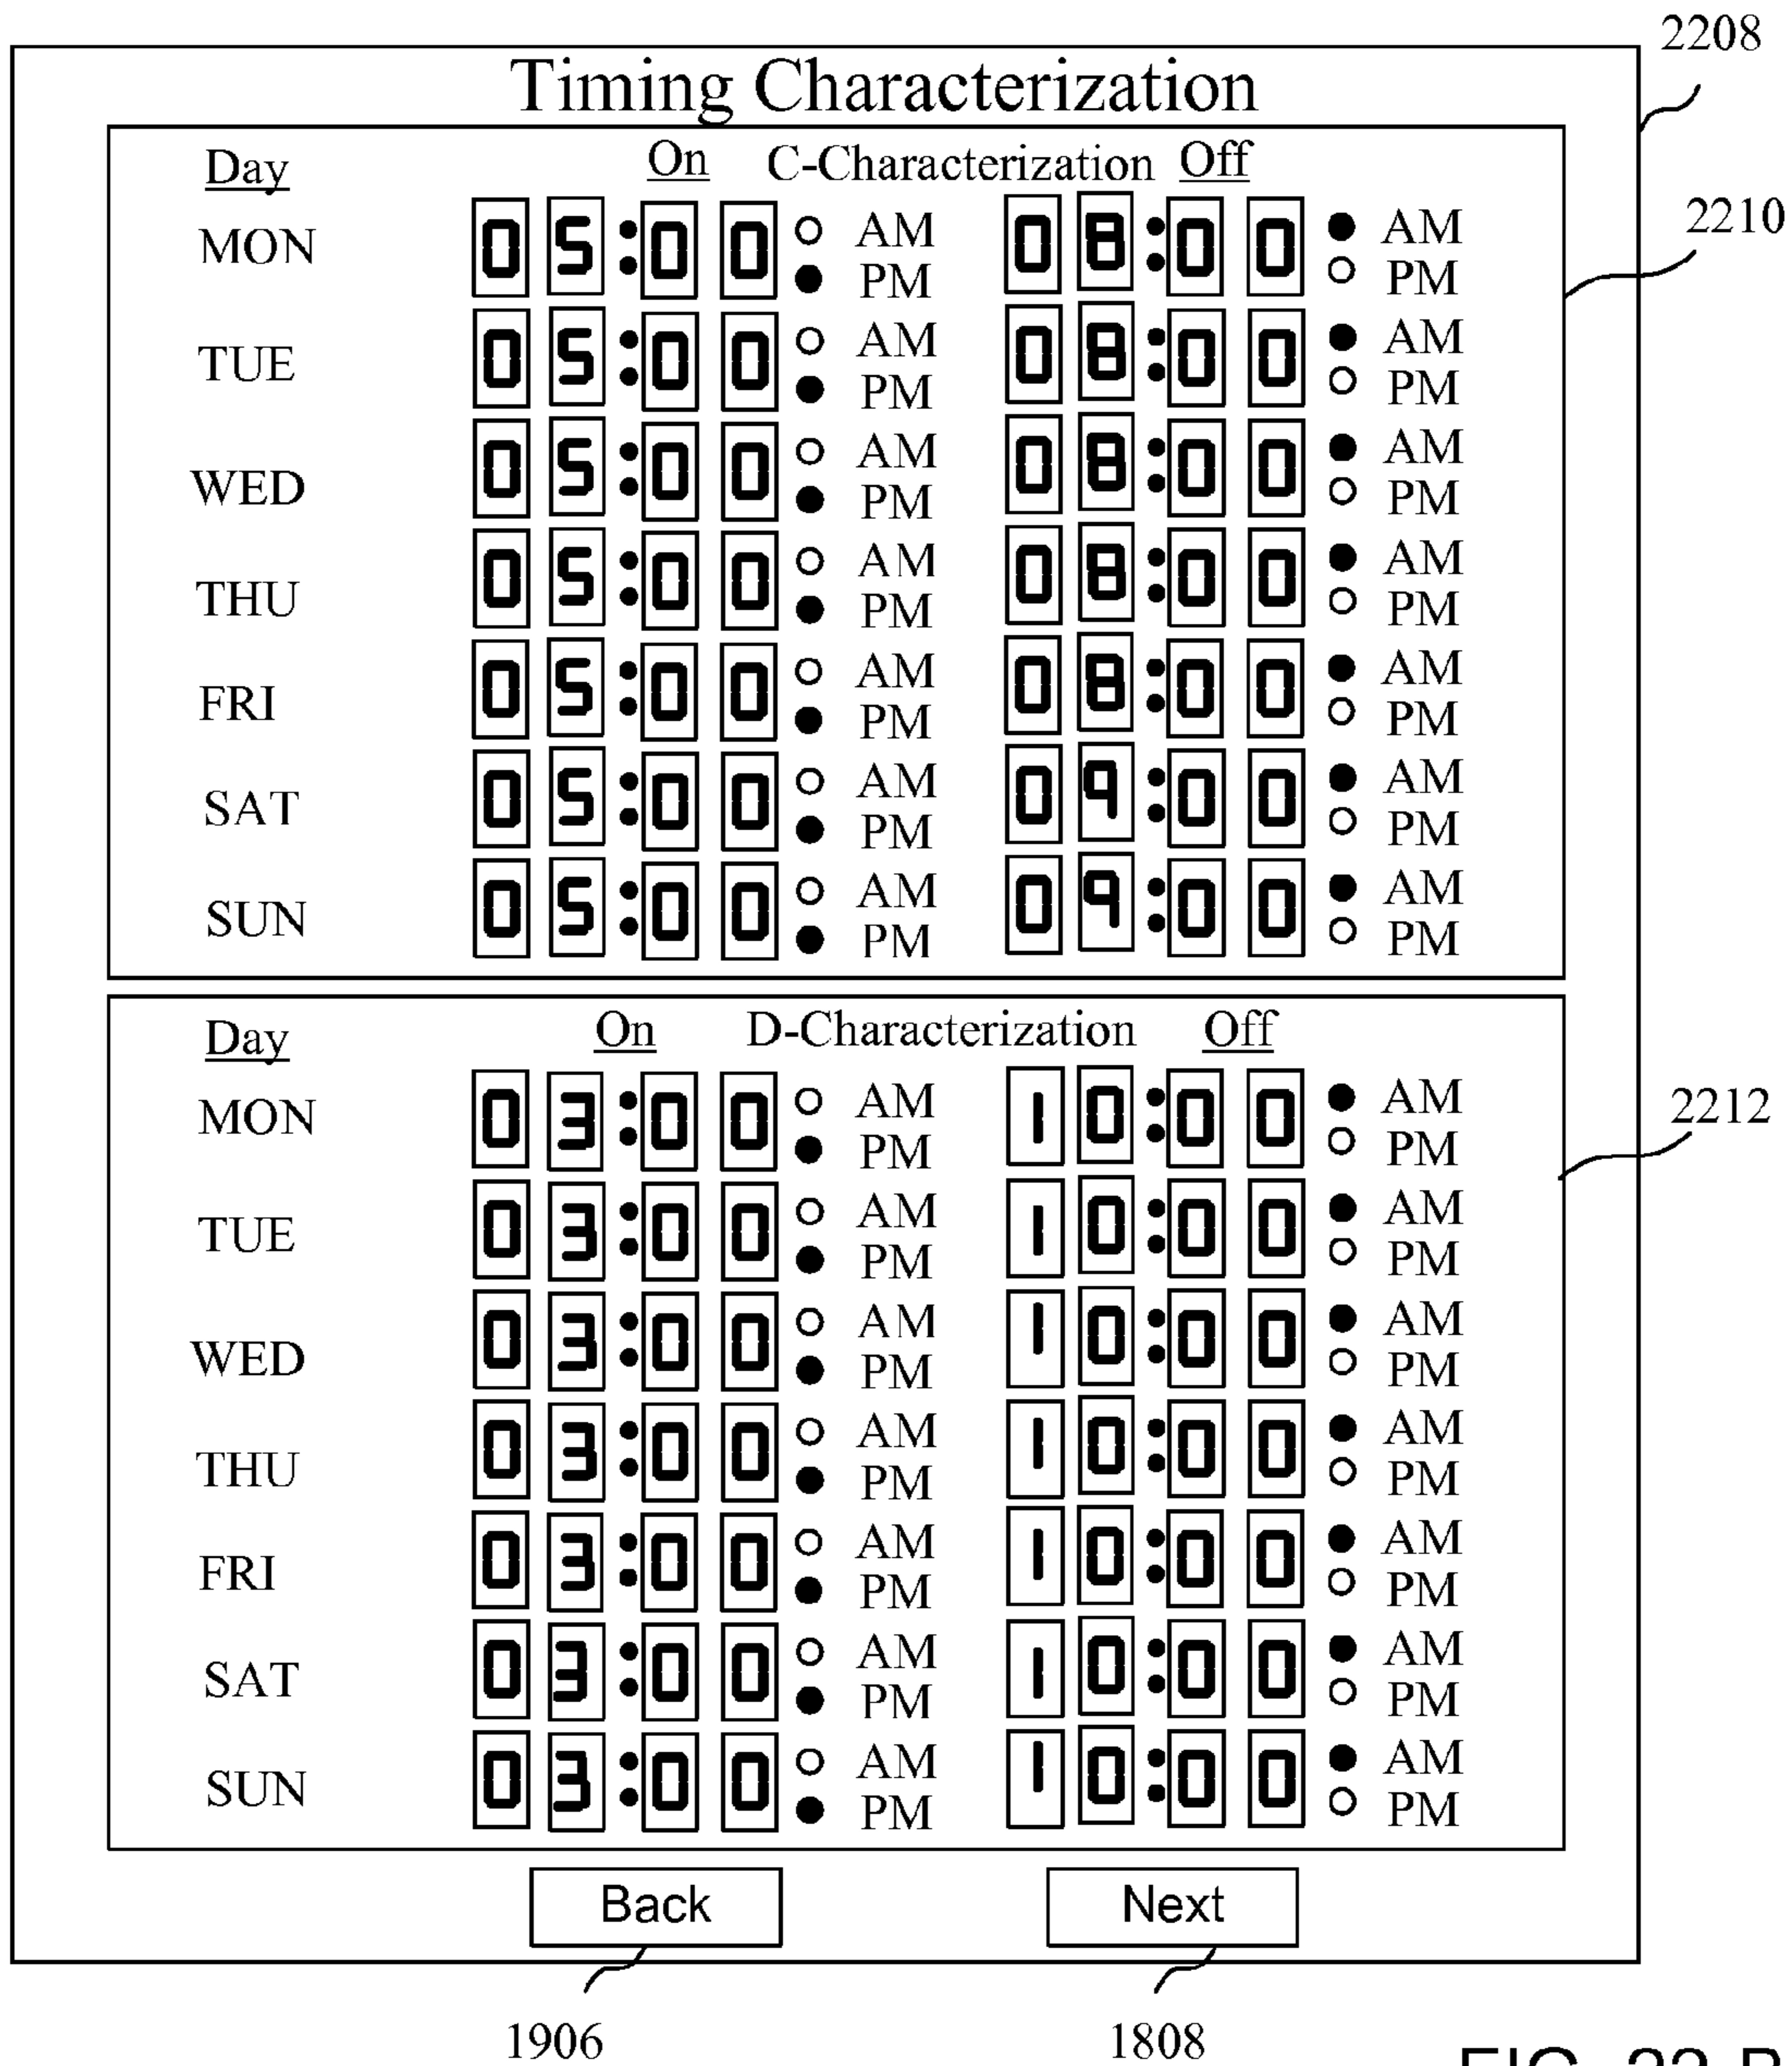 2208
Timing Characterization
Day On C-Characterization Off
2210
MON 05:00 AM 08:00 AM
PM PM
TUE 05:00 AM 08:00 AM
PM PM
WED 05:00 AM 08:00 AM
PM PM
THU 05:00 AM 08:00 AM
PM PM
FRI 05:00 AM 08:00 AM
PM PM
SAT 05:00 AM 09:00 AM
PM PM
SUN 05:00 AM 09:00 AM
PM PM
Day On D-Characterization Off
2212
MON 03:00 AM 10:00 AM
PM PM
TUE 03:00 AM 10:00 AM
PM PM
WED 03:00 AM 10:00 AM
PM PM
THU 03:00 AM 10:00 AM
PM PM
FRI 03:00 AM 10:00 AM
PM PM
SAT 03:00 AM 10:00 AM
PM PM
SUN 03:00 AM 10:00 AM
PM PM
Back Next
1906 1808
FIG. 22 B